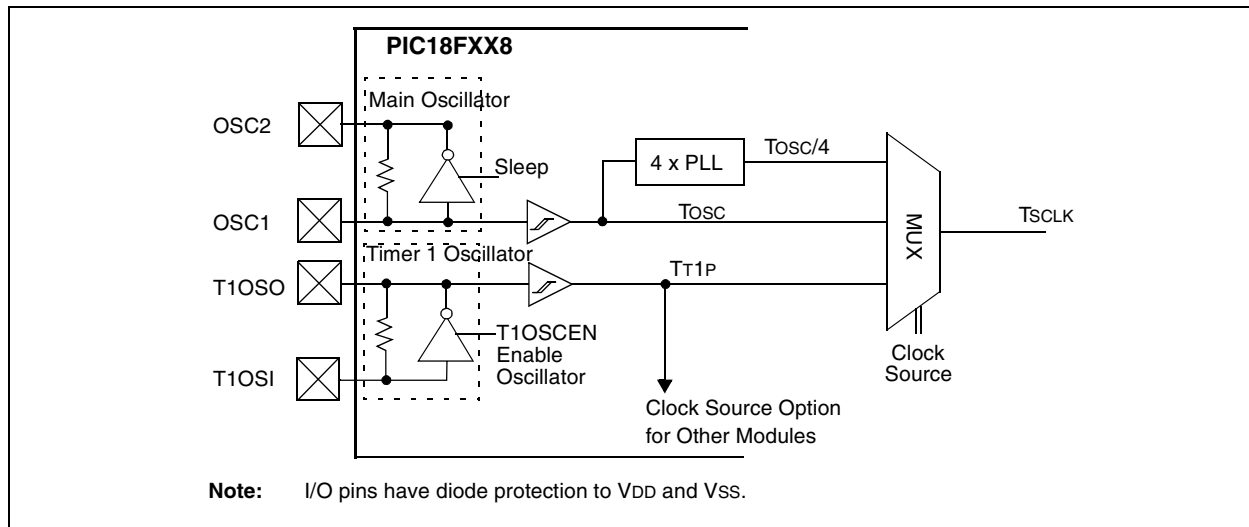 PIC18FXX8
Main Oscillator
OSC2
Sleep
4 x PLL
TOSC/4
OSC1
TOSC
MUX
TSCLK
Timer 1 Oscillator
T1OSO
TT1P
T1OSCEN
Enable
Oscillator
T1OSI
Clock
Source
Clock Source Option
for Other Modules
Note: I/O pins have diode protection to VDD and VSS.